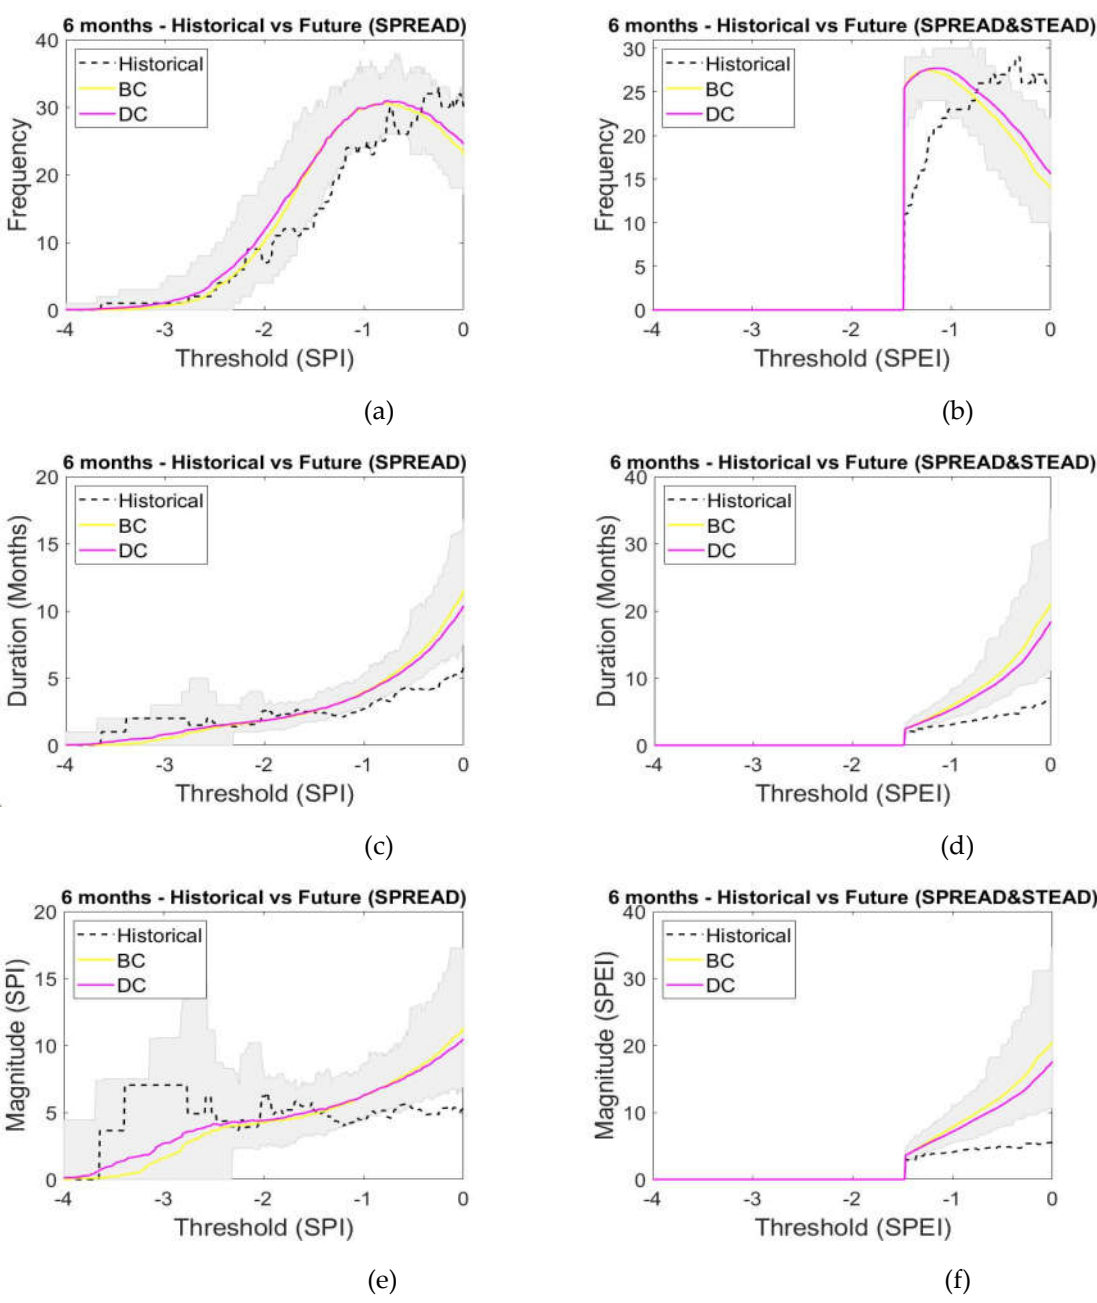 6 months - Historical vs Future (SPREAD)
40
30
20
10
0
Frequency
Historical
BC
DC
-4 -3 -2 -1 0
Threshold (SPI)
(a)
6 months - Historical vs Future (SPREAD&STEAD)
30
25
20
15
10
5
0
Frequency
Historical
BC
DC
-4 -3 -2 -1 0
Threshold (SPEI)
(b)
6 months - Historical vs Future (SPREAD)
20
15
10
5
0
Duration (Months)
Historical
BC
DC
-4 -3 -2 -1 0
Threshold (SPI)
(c)
6 months - Historical vs Future (SPREAD&STEAD)
40
30
20
10
0
Duration (Months)
Historical
BC
DC
-4 -3 -2 -1 0
Threshold (SPEI)
(d)
6 months - Historical vs Future (SPREAD)
20
15
10
5
0
Magnitude (SPI)
Historical
BC
DC
-4 -3 -2 -1 0
Threshold (SPI)
(e)
6 months - Historical vs Future (SPREAD&STEAD)
40
30
20
10
0
Magnitude (SPEI)
Historical
BC
DC
-4 -3 -2 -1 0
Threshold (SPEI)
(f)